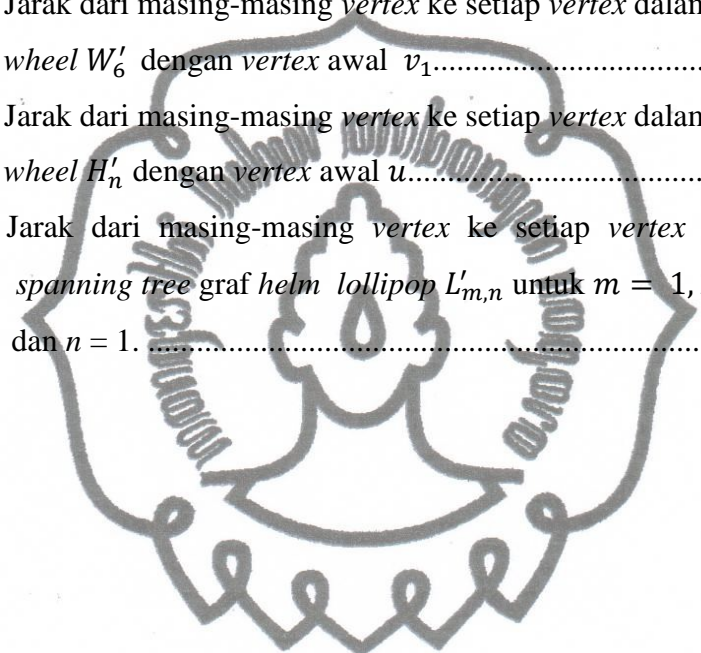 Jarak dari masing-masing vertex ke setiap vertex dalam
wheel W₆′ dengan vertex awal v₁..............................
Jarak dari masing-masing vertex ke setiap vertex dalam
wheel Hₙ′ dengan vertex awal u................................
Jarak dari masing-masing vertex ke setiap vertex
spanning tree graf helm lollipop L′ₘ,ₙ untuk m = 1,
dan n = 1. ................................................................